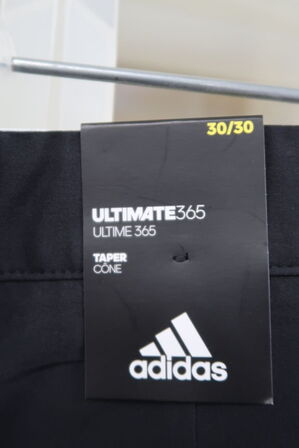 30/30
ULTIMATE365
ULTIME 365
TAPER
CÔNE
adidas